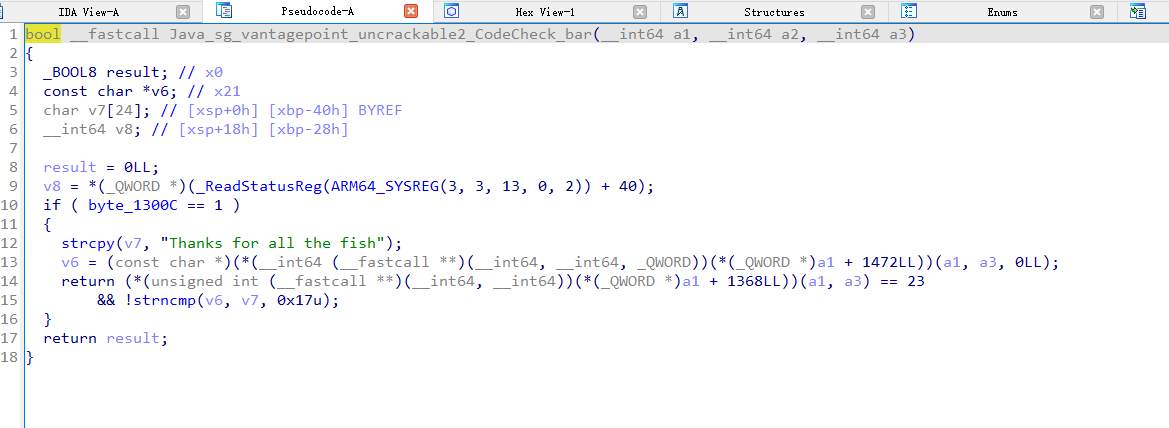 IDA View-A Pseudocode-A Hex View-1 Structures Enums
1 bool __fastcall Java_sg_vantagepoint_uncrackable2_CodeCheck_bar(__int64 a1, __int64 a2, __int64 a3)
2 {
3   _BOOL8 result; // x0
4   const char *v6; // x21
5   char v7[24]; // [xsp+0h] [xbp-40h] BYREF
6   __int64 v8; // [xsp+18h] [xbp-28h]
7
8   result = 0LL;
9   v8 = *(_QWORD *)(_ReadStatusReg(ARM64_SYSREG(3, 3, 13, 0, 2)) + 40);
10   if ( byte_1300C == 1 )
11   {
12     strcpy(v7, "Thanks for all the fish");
13     v6 = (const char *)(*(__int64 (__fastcall **)(__int64, __int64, _QWORD))(*(_QWORD *)a1 + 1472LL))(a1, a3, 0LL);
14     return (*(unsigned int (__fastcall **)(__int64, __int64))(*(_QWORD *)a1 + 1368LL))(a1, a3) == 23
15         && !strncmp(v6, v7, 0x17u);
16   }
17   return result;
18 }